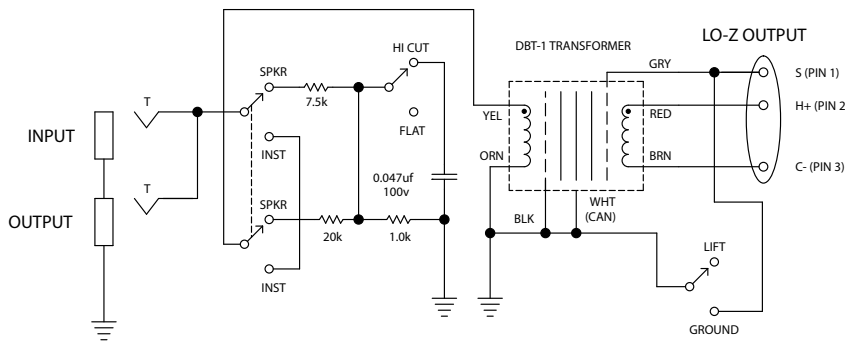 LO-Z OUTPUT
HI CUT
DBT-1 TRANSFORMER
GRY
S (PIN 1)
SPKR
T
7.5k
YEL
RED
H+ (PIN 2
INPUT
FLAT
INST
ORN
BRN
C- (PIN 3)
0.047uf
100v
T
SPKR
WHT
(CAN)
OUTPUT
BLK
20k
1.0k
LIFT
INST
GROUND